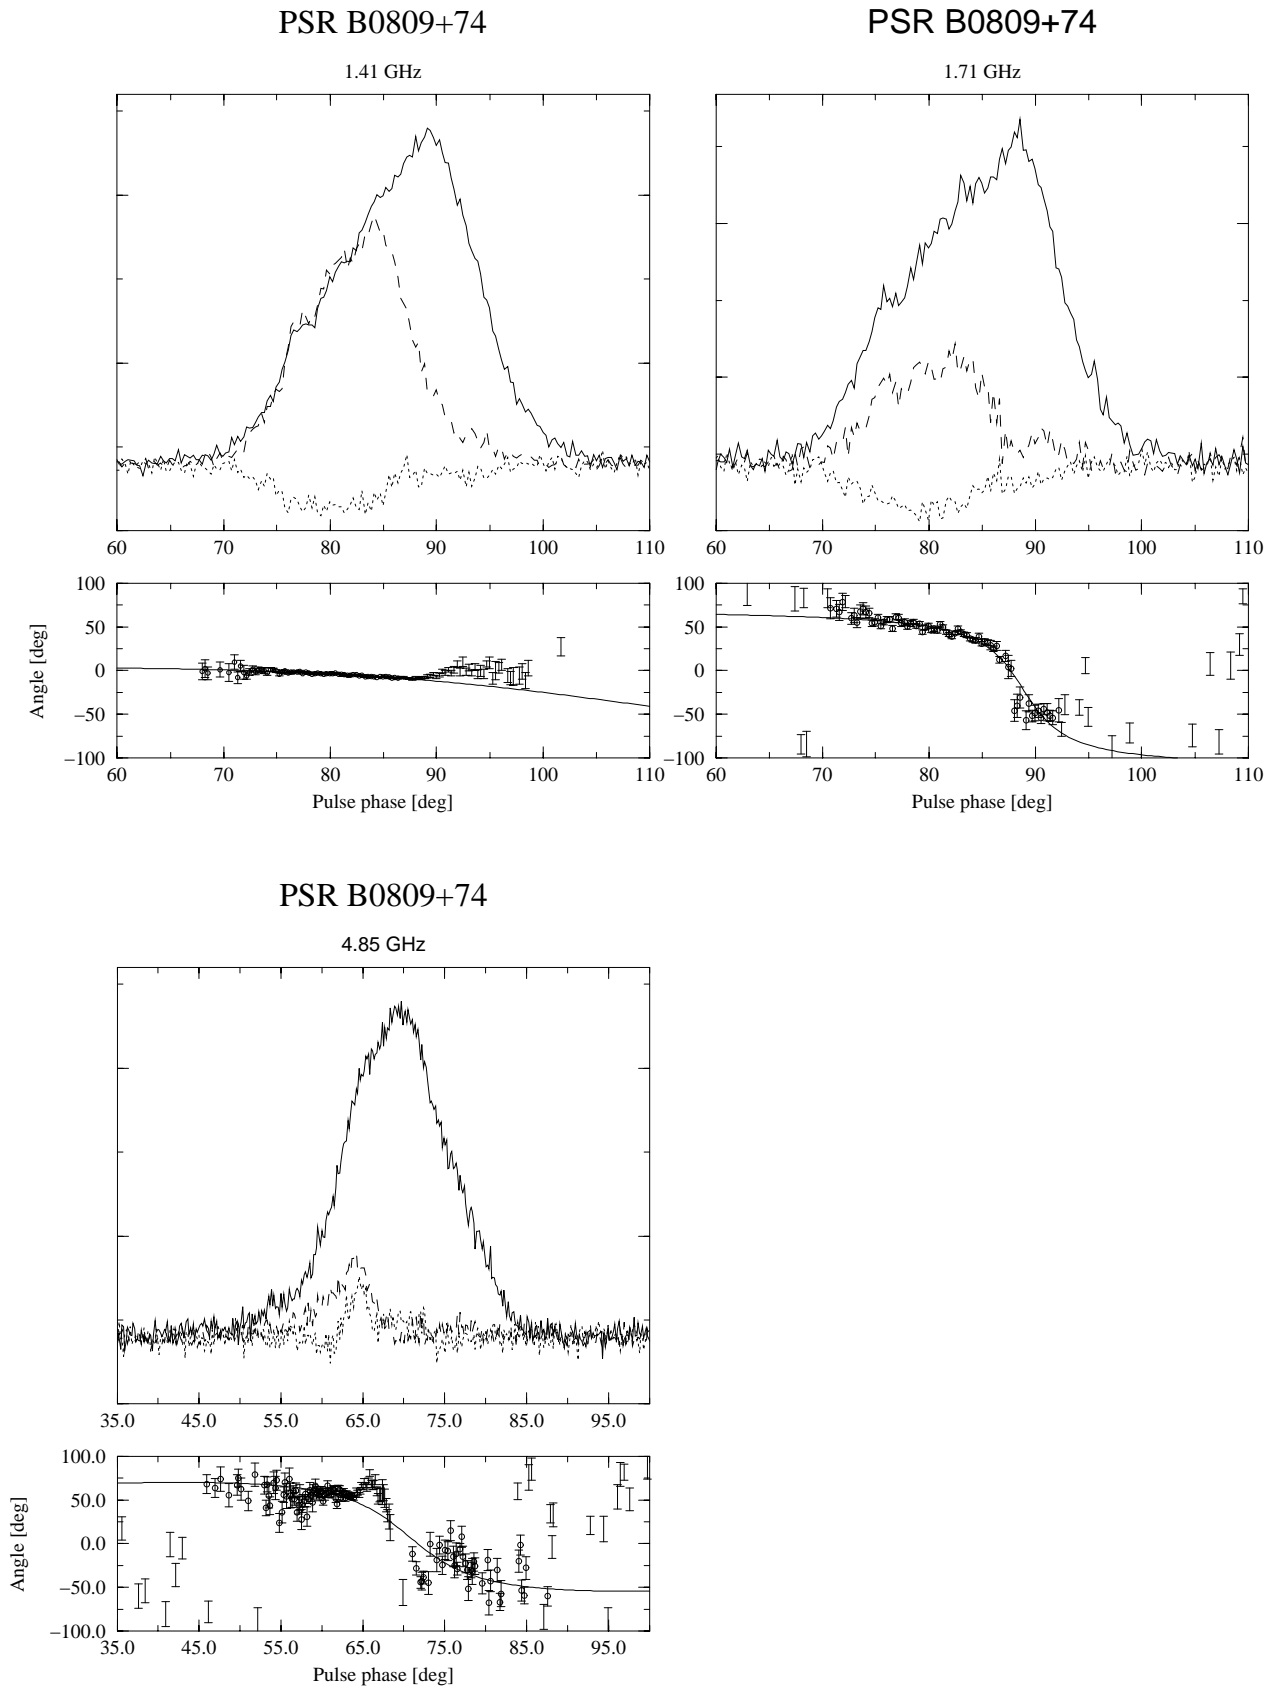 PSR B0809+74
1.41 GHz
60 70 80 90 100 110
100
50
0
−50
−100
Angle [deg]
60 70 80 90 100 110
Pulse phase [deg]
PSR B0809+74
1.71 GHz
60 70 80 90 100 110
100
50
0
−50
−100
60 70 80 90 100 110
Pulse phase [deg]
PSR B0809+74
4.85 GHz
35.0 45.0 55.0 65.0 75.0 85.0 95.0
100.0
50.0
0.0
−50.0
−100.0
Angle [deg]
35.0 45.0 55.0 65.0 75.0 85.0 95.0
Pulse phase [deg]